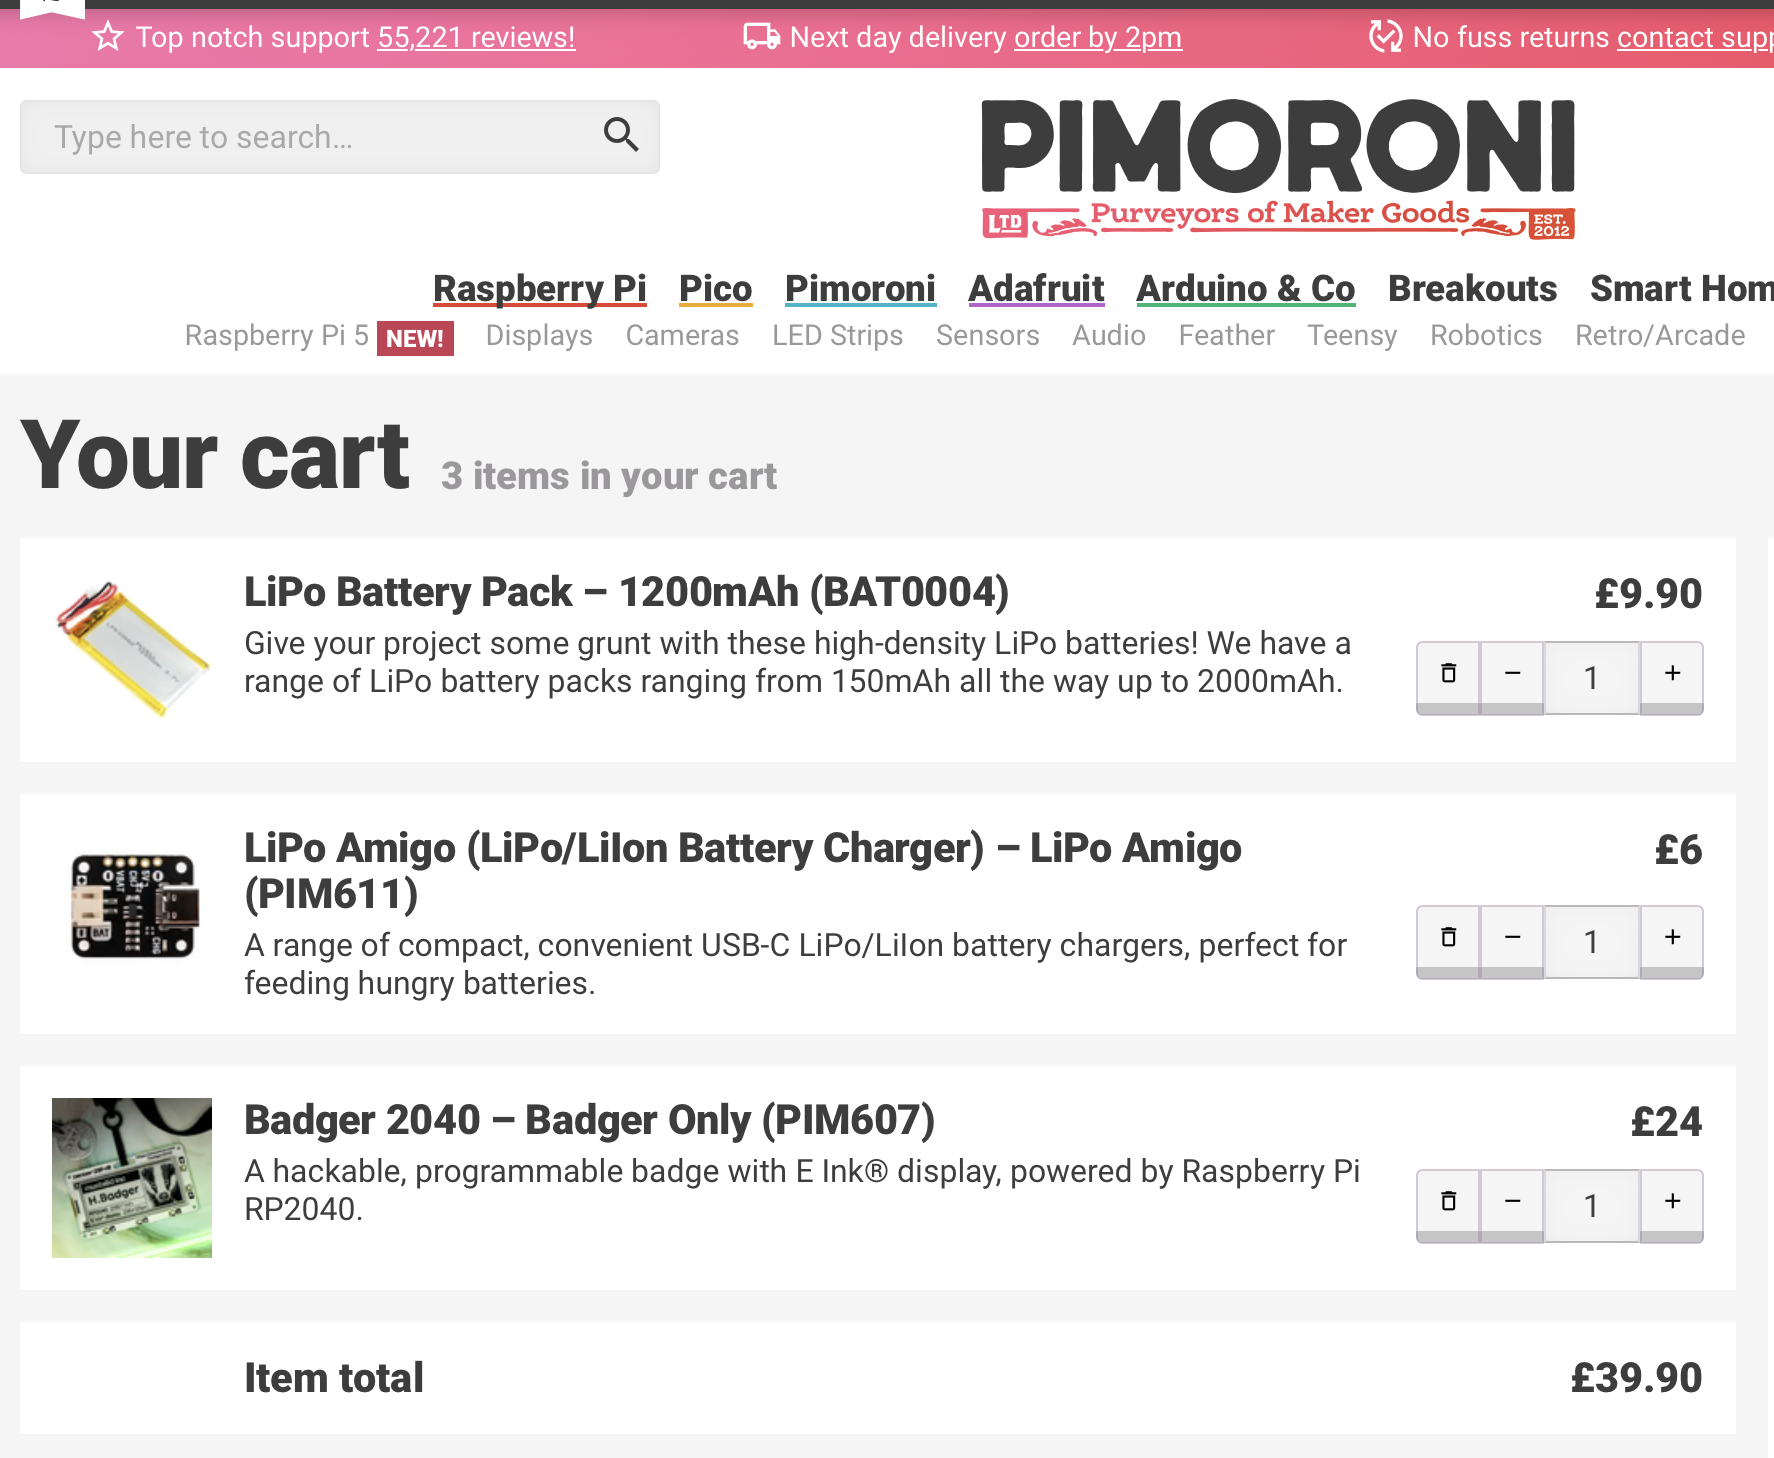 Top notch support 55,221 reviews!
Next day delivery order by 2pm
No fuss returns contact supp
Type here to search...
PIMORONI
LTD Purveyors of Maker Goods EST. 2012
Raspberry Pi Pico Pimoroni Adafruit Arduino & Co Breakouts Smart Hom
Raspberry Pi 5 NEW! Displays Cameras LED Strips Sensors Audio Feather Teensy Robotics Retro/Arcade
Your cart 3 items in your cart
LiPo Battery Pack – 1200mAh (BAT0004)
£9.90
Give your project some grunt with these high-density LiPo batteries! We have a
range of LiPo battery packs ranging from 150mAh all the way up to 2000mAh.
− 1 +
LiPo Amigo (LiPo/LiIon Battery Charger) – LiPo Amigo
(PIM611)
£6
A range of compact, convenient USB-C LiPo/LiIon battery chargers, perfect for
feeding hungry batteries.
− 1 +
BAT
Badger 2040 – Badger Only (PIM607)
£24
A hackable, programmable badge with E Ink® display, powered by Raspberry Pi
RP2040.
− 1 +
H.Badger
Item total
£39.90